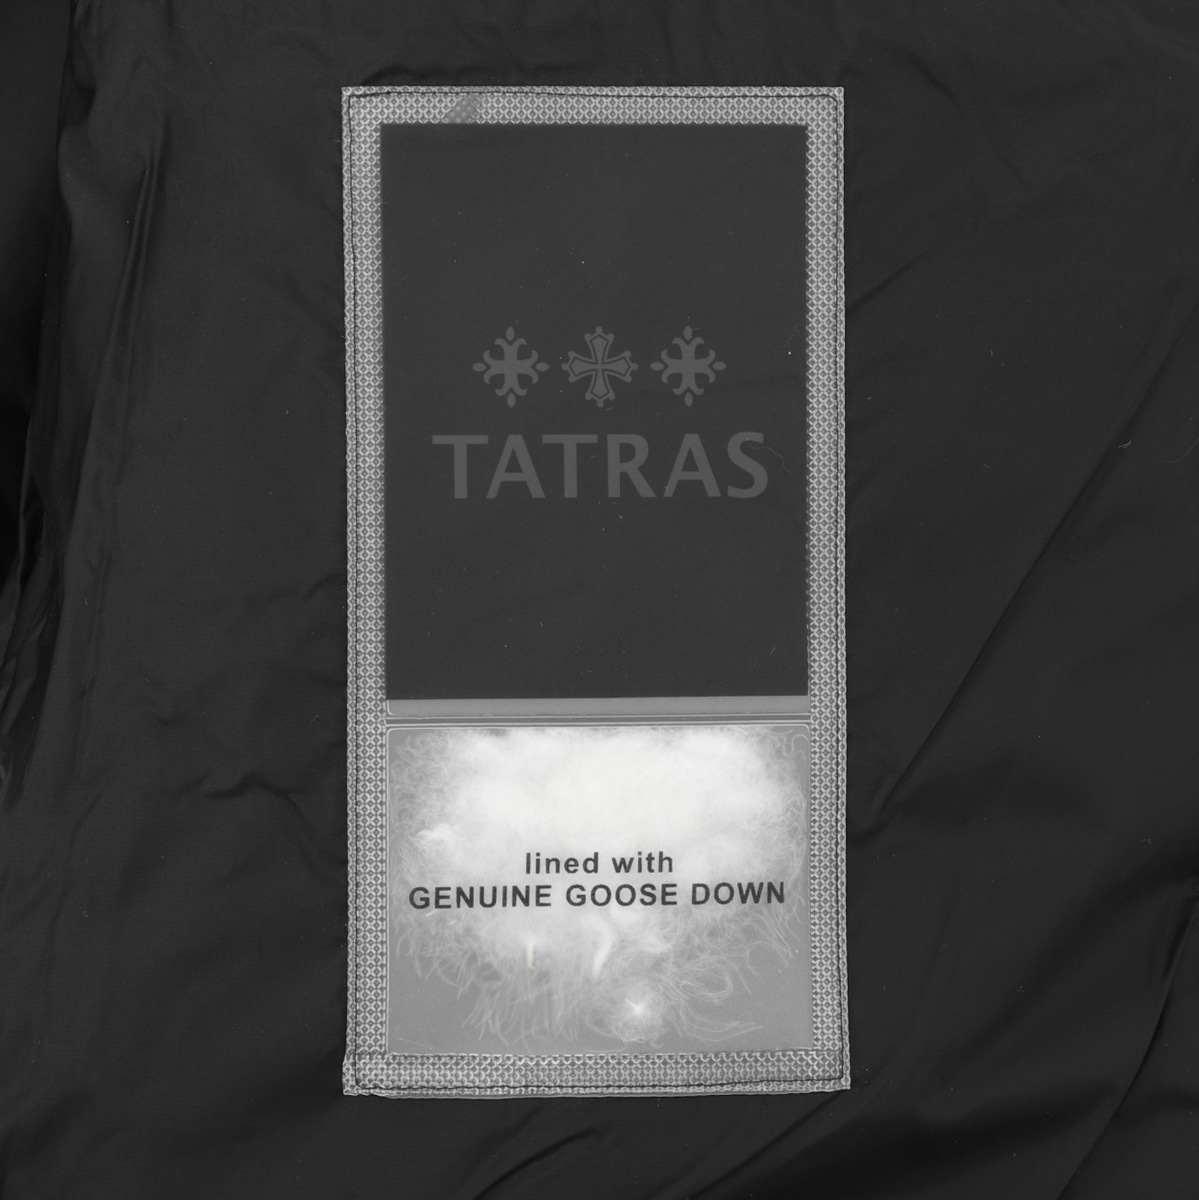 TATRAS
lined with
GENUINE GOOSE DOWN